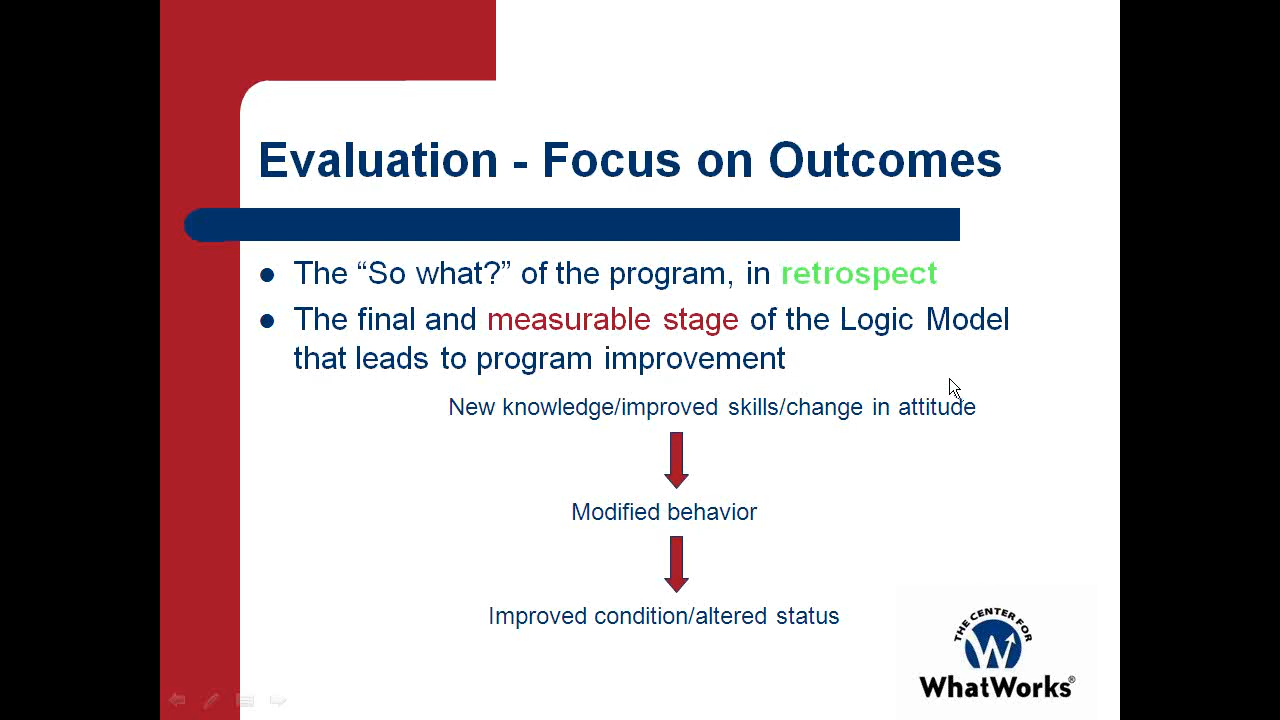 Evaluation - Focus on Outcomes
The “So what?” of the program, in retrospect
The final and measurable stage of the Logic Model
that leads to program improvement
New knowledge/improved skills/change in attitude
Modified behavior
Improved condition/altered status
THE CENTER FOR
W
WhatWorks®